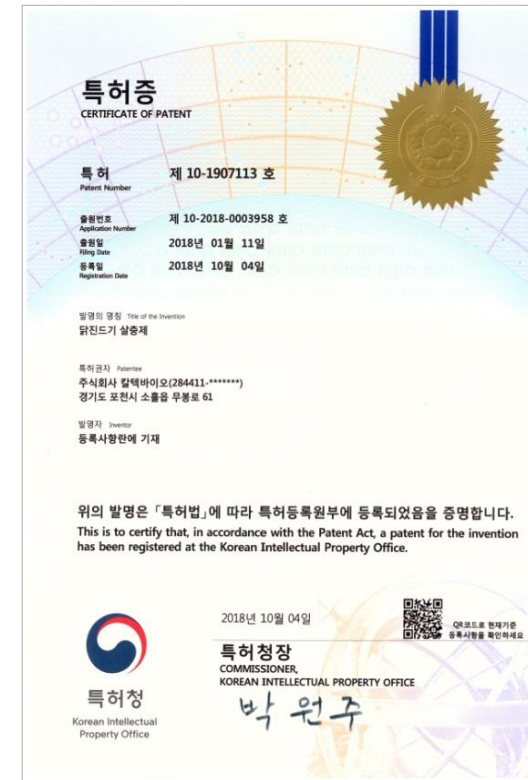 특허증
CERTIFICATE OF PATENT
특 허 제 10-1907113 호
Patent Number
출원번호 제 10-2018-0003958 호
Application Number
출원일 2018년 01월 11일
Filing Date
등록일 2018년 10월 04일
Registration Date
발명의 명칭 Title of the Invention
닭진드기 살충제
특허권자 Patentee
주식회사 칼텍바이오(284411-*******)
경기도 포천시 소흘읍 무봉로 61
발명자 Inventor
등록사항란에 기재
위의 발명은 「특허법」에 따라 특허등록원부에 등록되었음을 증명합니다.
This is to certify that, in accordance with the Patent Act, a patent for the invention
has been registered at the Korean Intellectual Property Office.
2018년 10월 04일
QR코드로 현재기준
등록사항을 확인하세요
특허청장
COMMISSIONER,
KOREAN INTELLECTUAL PROPERTY OFFICE
박원주
특허청
Korean Intellectual
Property Office